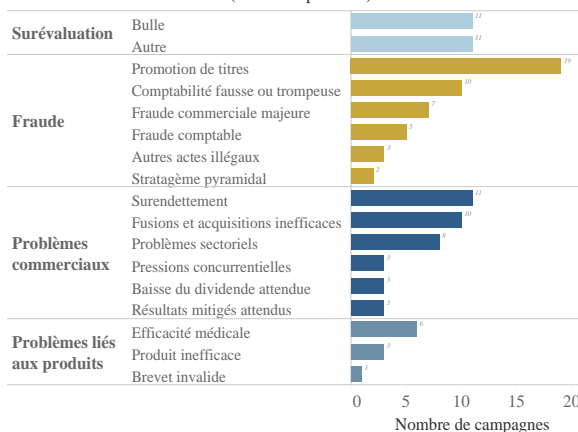 Surévaluation
Bulle 11
Autre 11
Fraude
Promotion de titres 19
Comptabilité fausse ou trompeuse 10
Fraude commerciale majeure 7
Fraude comptable 5
Autres actes illégaux 3
Stratagème pyramidal 2
Problèmes
commerciaux
Surendettement 11
Fusions et acquisitions inefficaces 10
Problèmes sectoriels 8
Pressions concurrentielles 3
Baisse du dividende attendue 3
Résultats mitigés attendus 3
Problèmes liés
aux produits
Efficacité médicale 6
Produit inefficace 3
Brevet invalide 1
0 5 10 15 20
Nombre de campagnes